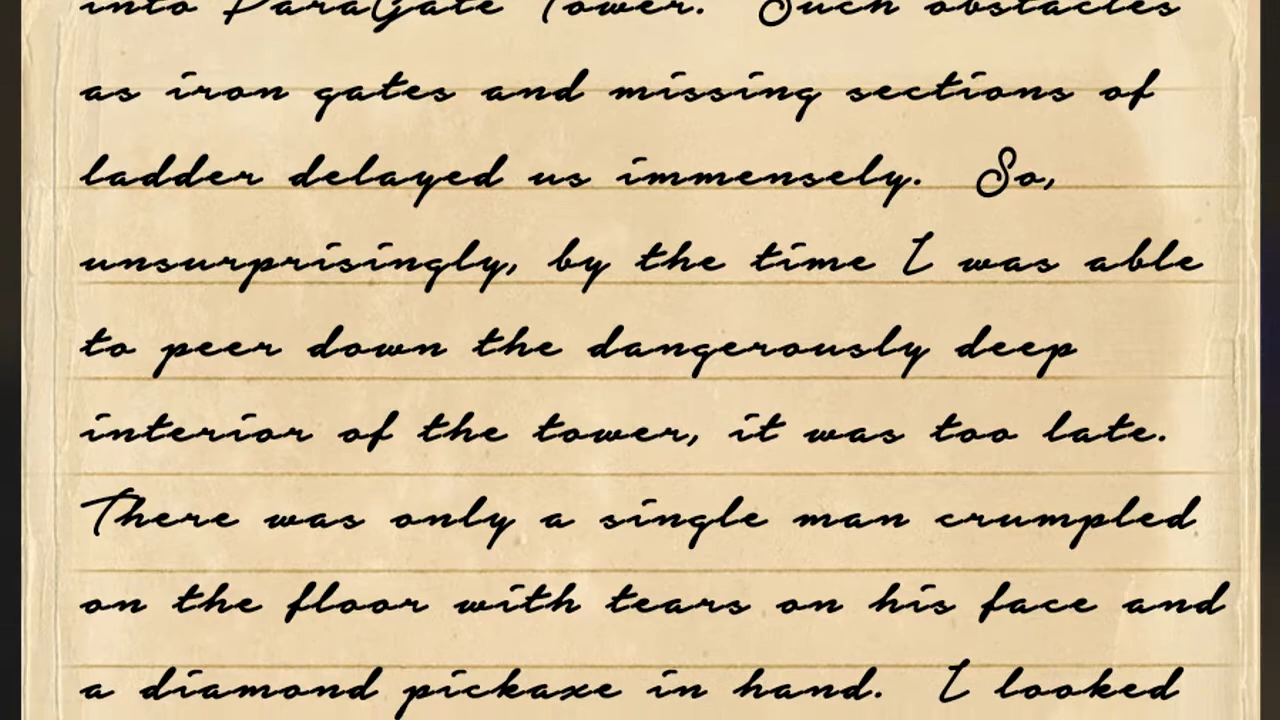 into ParaGate Tower. Such obstacles
as iron gates and missing sections of
ladder delayed us immensely. So,
unsurprisingly, by the time I was able
to peer down the dangerously deep
interior of the tower, it was too late.
There was only a single man crumpled
on the floor with tears on his face and
a diamond pickaxe in hand. I looked